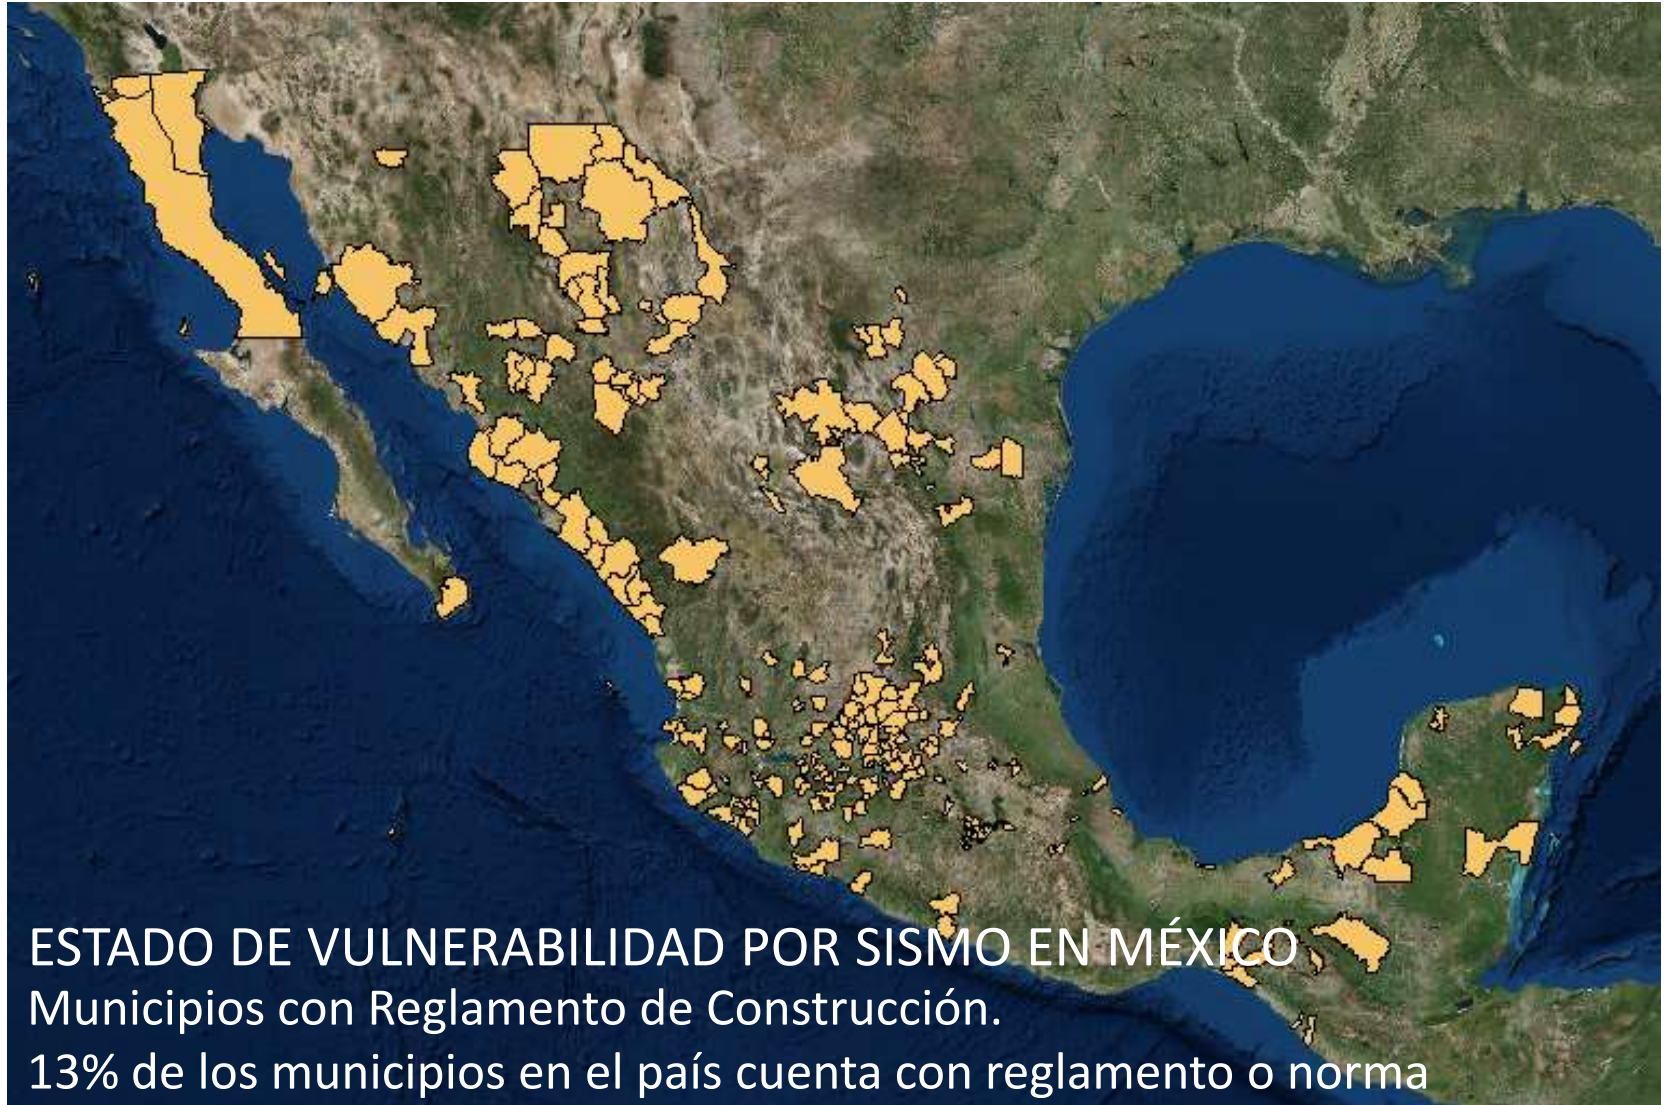 ESTADO DE VULNERABILIDAD POR SISMO EN MÉXICO
Municipios con Reglamento de Construcción.
13% de los municipios en el país cuenta con reglamento o norma